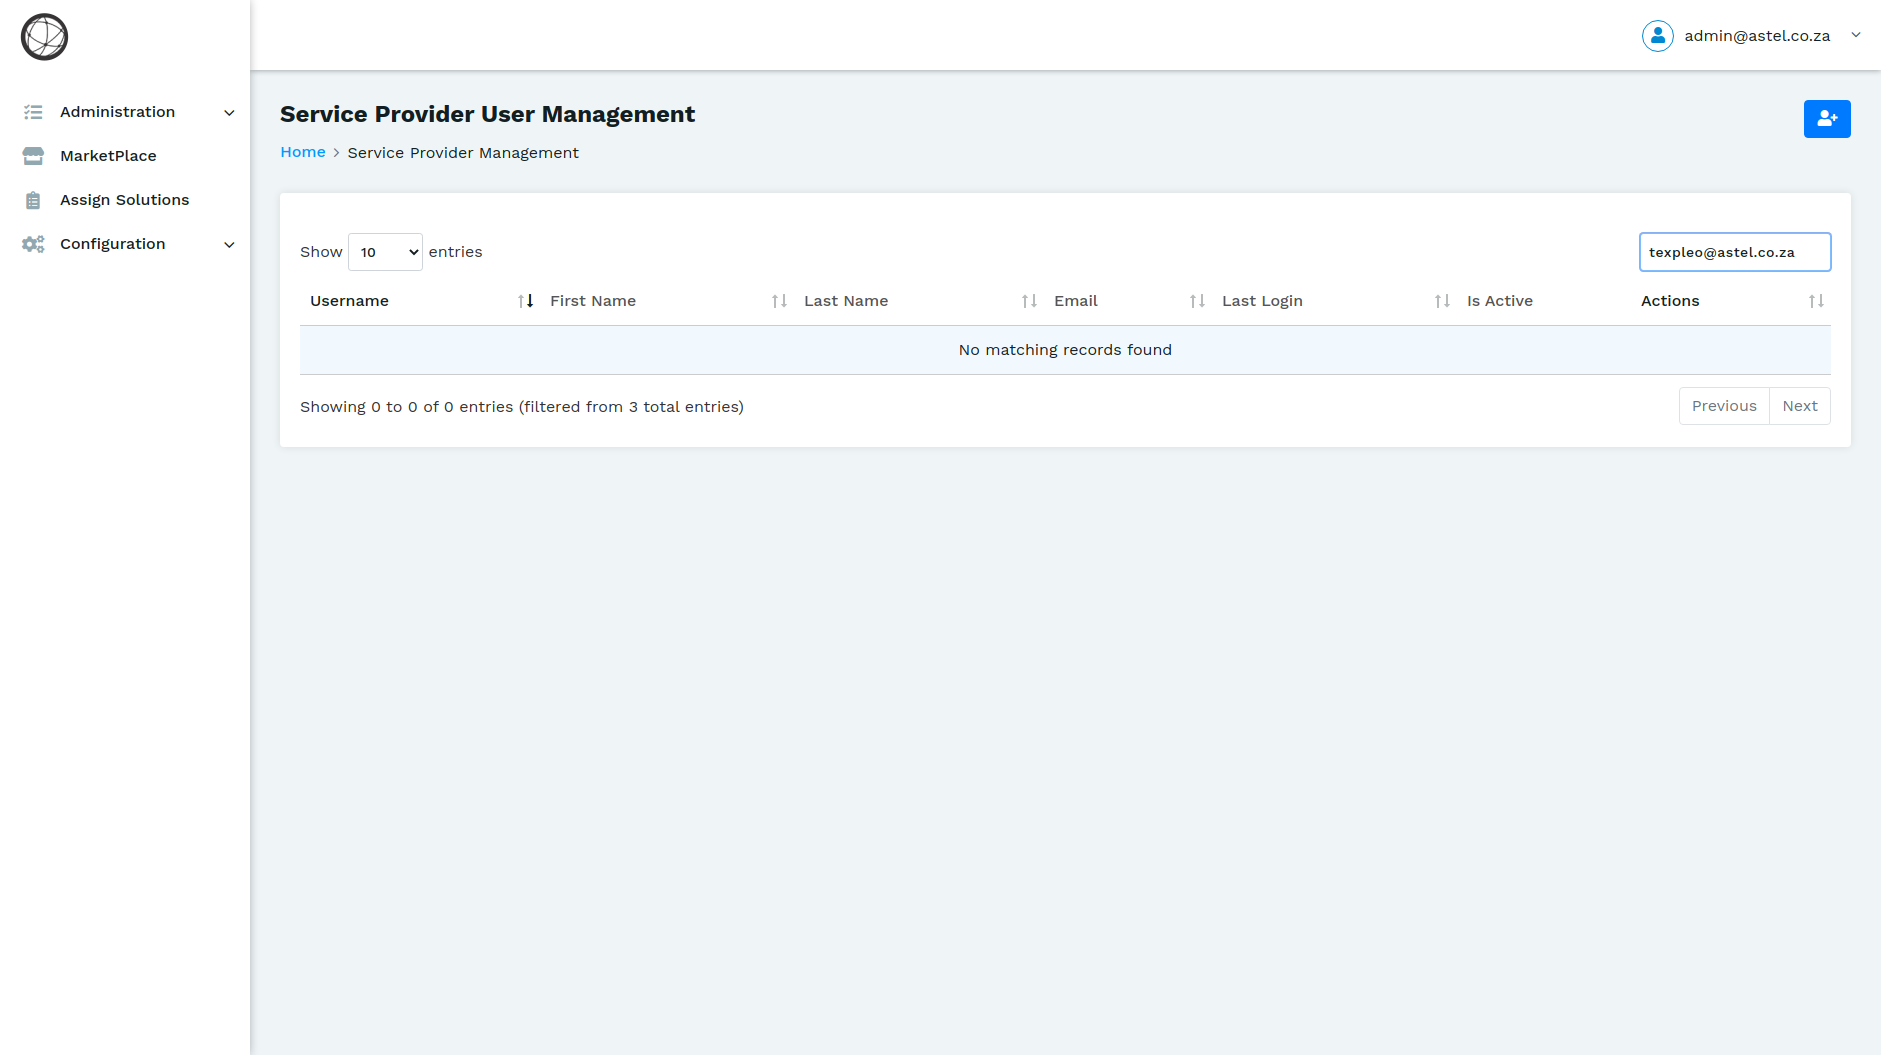 admin@astel.co.za
Administration
MarketPlace
Assign Solutions
Configuration
Service Provider User Management
Home > Service Provider Management
Show 10 entries
texpleo@astel.co.za
Username First Name Last Name Email Last Login Is Active Actions
No matching records found
Showing 0 to 0 of 0 entries (filtered from 3 total entries)
Previous Next